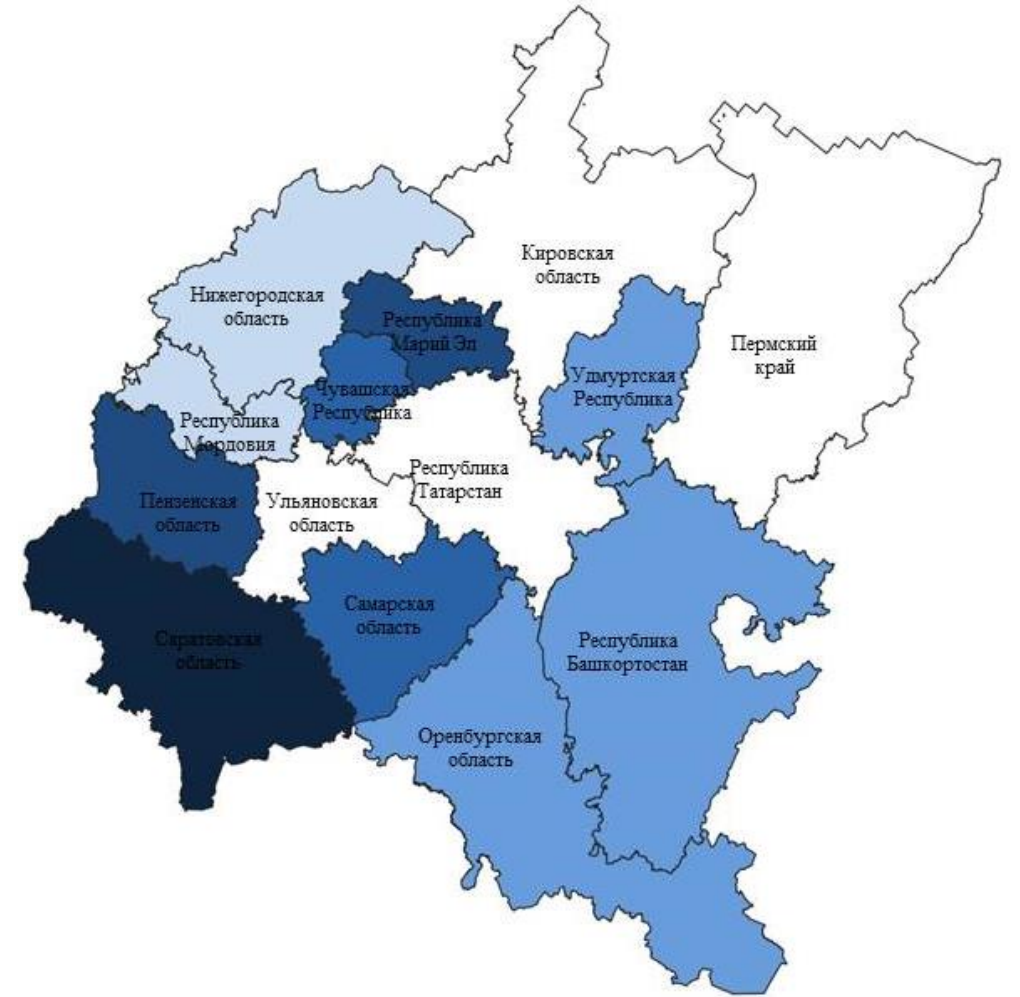 Кировская
область
Нижегородская
область
Республика
Марий Эл
Пермский
край
Чувашская
Республика
Удмуртская
Республика
Республика
Мордовия
Республика
Татарстан
Пензенская
область
Ульяновская
область
Самарская
область
Саратовская
область
Республика
Башкортостан
Оренбургская
область